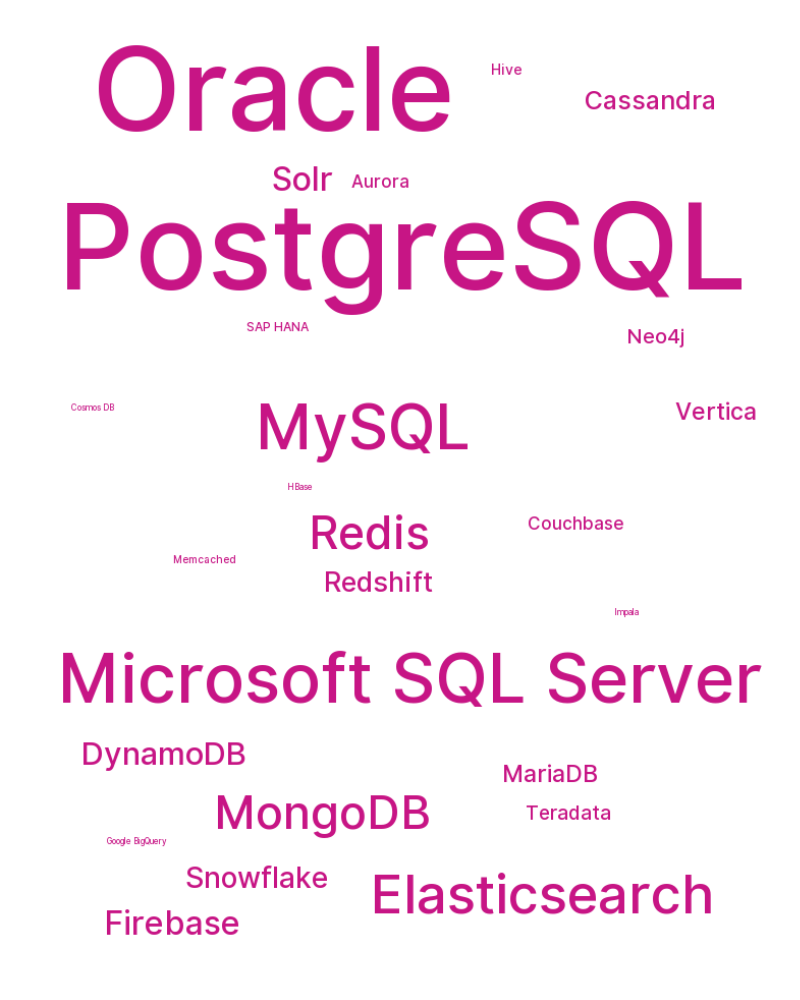 Oracle
Hive
Cassandra
Solr
Aurora
PostgreSQL
SAP HANA
Neo4j
Cosmos DB
MySQL
Vertica
HBase
Redis
Couchbase
Memcached
Redshift
Impala
Microsoft SQL Server
DynamoDB
MariaDB
MongoDB
Teradata
Google BigQuery
Snowflake
Elasticsearch
Firebase